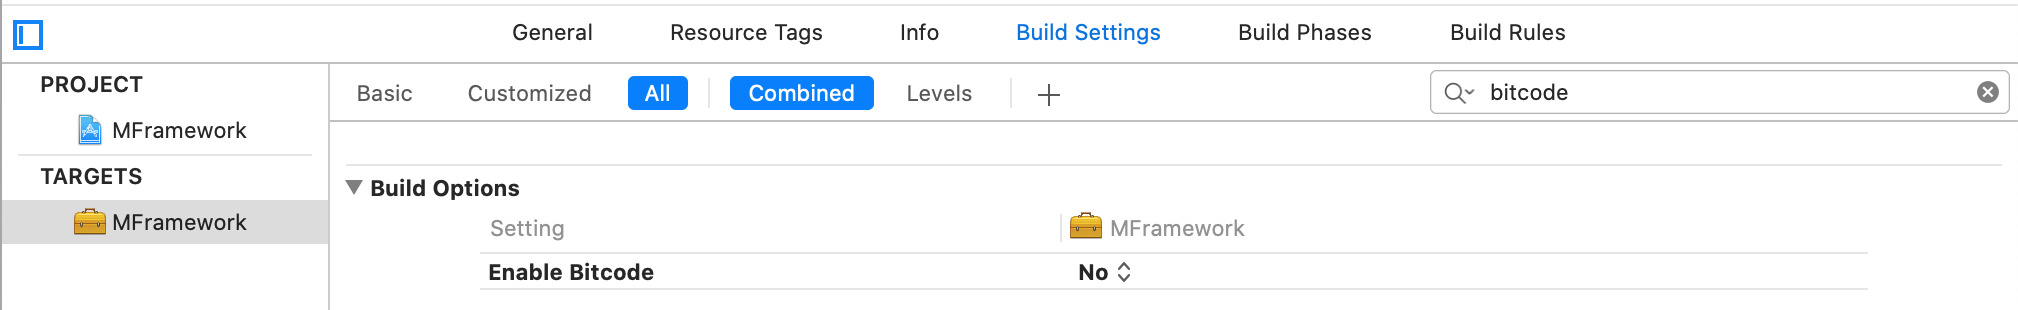 General Resource Tags Info Build Settings Build Phases Build Rules
PROJECT
MFramework
TARGETS
MFramework
Basic Customized All Combined Levels + bitcode
Build Options
Setting MFramework
Enable Bitcode No